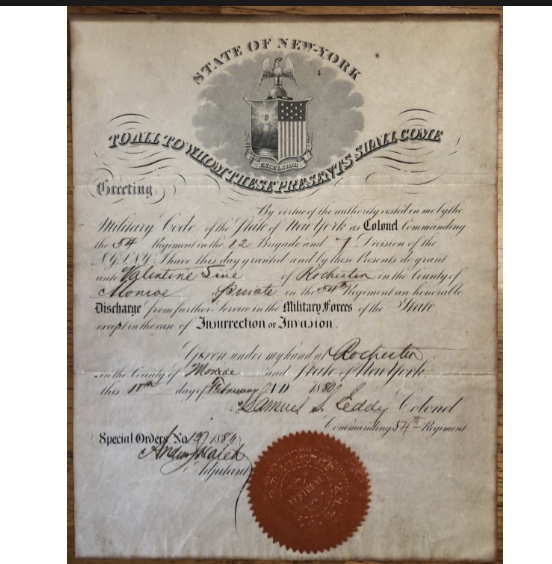 STATE OF NEW-YORK
EXCELSIOR
TO ALL TO WHOM THESE PRESENTS SHALL COME
Greeting
By virtue of the authority vested in me by the
Military Code of the State of New York as Colonel Commanding
the 54 Regiment in the 12 Brigade and 7 Division of the
N.G.S.N.Y. I have this day granted and by these Presents do grant
unto Valentine of Rochester in the County of
Monroe Private in the 54th Regiment an honorable
Discharge from further Service in the Military Forces of the State
except in the case of Insurrection or Invasion.
Given under my hand at Rochester
in the County of Monroe and State of New York
this day of February A.D. 1880
Samuel S. Eddy Colonel
Commanding 54th Regiment
Special Orders No 1880
Adjutant